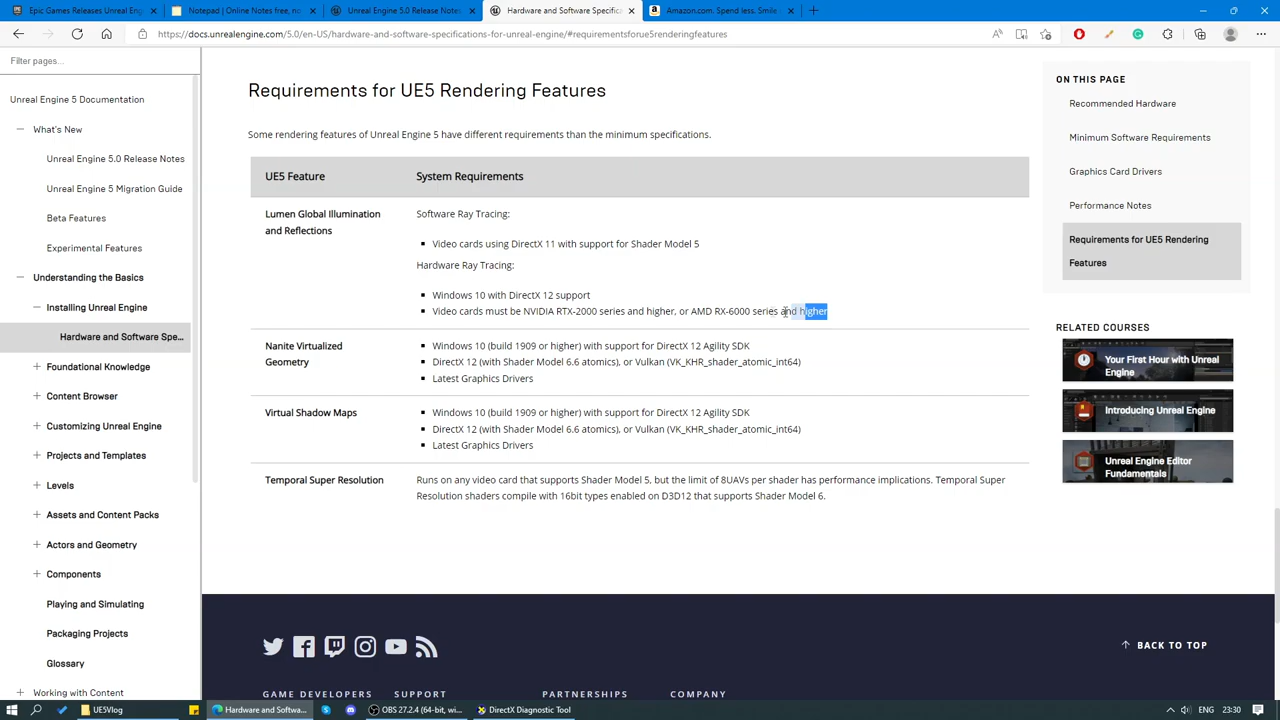 Epic Games Releases Unreal Eng
Notepad | Online Notes free, no
Unreal Engine 5.0 Release Notes
Hardware and Software Specifica
Amazon.com. Spend less. Smile
https://docs.unrealengine.com/5.0/en-US/hardware-and-software-specifications-for-unreal-engine/#requirementsforue5renderingfeatures
Filter pages...
Unreal Engine 5 Documentation
What's New
Unreal Engine 5.0 Release Notes
Unreal Engine 5 Migration Guide
Beta Features
Experimental Features
Understanding the Basics
Installing Unreal Engine
Hardware and Software Spe...
Foundational Knowledge
Content Browser
Customizing Unreal Engine
Projects and Templates
Levels
Assets and Content Packs
Actors and Geometry
Components
Playing and Simulating
Packaging Projects
Glossary
Working with Content
Requirements for UE5 Rendering Features
Some rendering features of Unreal Engine 5 have different requirements than the minimum specifications.
UE5 Feature
System Requirements
Lumen Global Illumination
and Reflections
Software Ray Tracing:
Video cards using DirectX 11 with support for Shader Model 5
Hardware Ray Tracing:
Windows 10 with DirectX 12 support
Video cards must be NVIDIA RTX-2000 series and higher, or AMD RX-6000 series and higher
Nanite Virtualized
Geometry
Windows 10 (build 1909 or higher) with support for DirectX 12 Agility SDK
DirectX 12 (with Shader Model 6.6 atomics), or Vulkan (VK_KHR_shader_atomic_int64)
Latest Graphics Drivers
Virtual Shadow Maps
Windows 10 (build 1909 or higher) with support for DirectX 12 Agility SDK
DirectX 12 (with Shader Model 6.6 atomics), or Vulkan (VK_KHR_shader_atomic_int64)
Latest Graphics Drivers
Temporal Super Resolution
Runs on any video card that supports Shader Model 5, but the limit of 8UAVs per shader has performance implications. Temporal Super
Resolution shaders compile with 16bit types enabled on D3D12 that supports Shader Model 6.
ON THIS PAGE
Recommended Hardware
Minimum Software Requirements
Graphics Card Drivers
Performance Notes
Requirements for UE5 Rendering
Features
RELATED COURSES
Your First Hour with Unreal
Engine
Introducing Unreal Engine
Unreal Engine Editor
Fundamentals
BACK TO TOP
GAME DEVELOPERS
SUPPORT
PARTNERSHIPS
COMPANY
UE5Vlog
Hardware and Softwa...
OBS 27.2.4 (64-bit, wi...
DirectX Diagnostic Tool
ENG
23:30